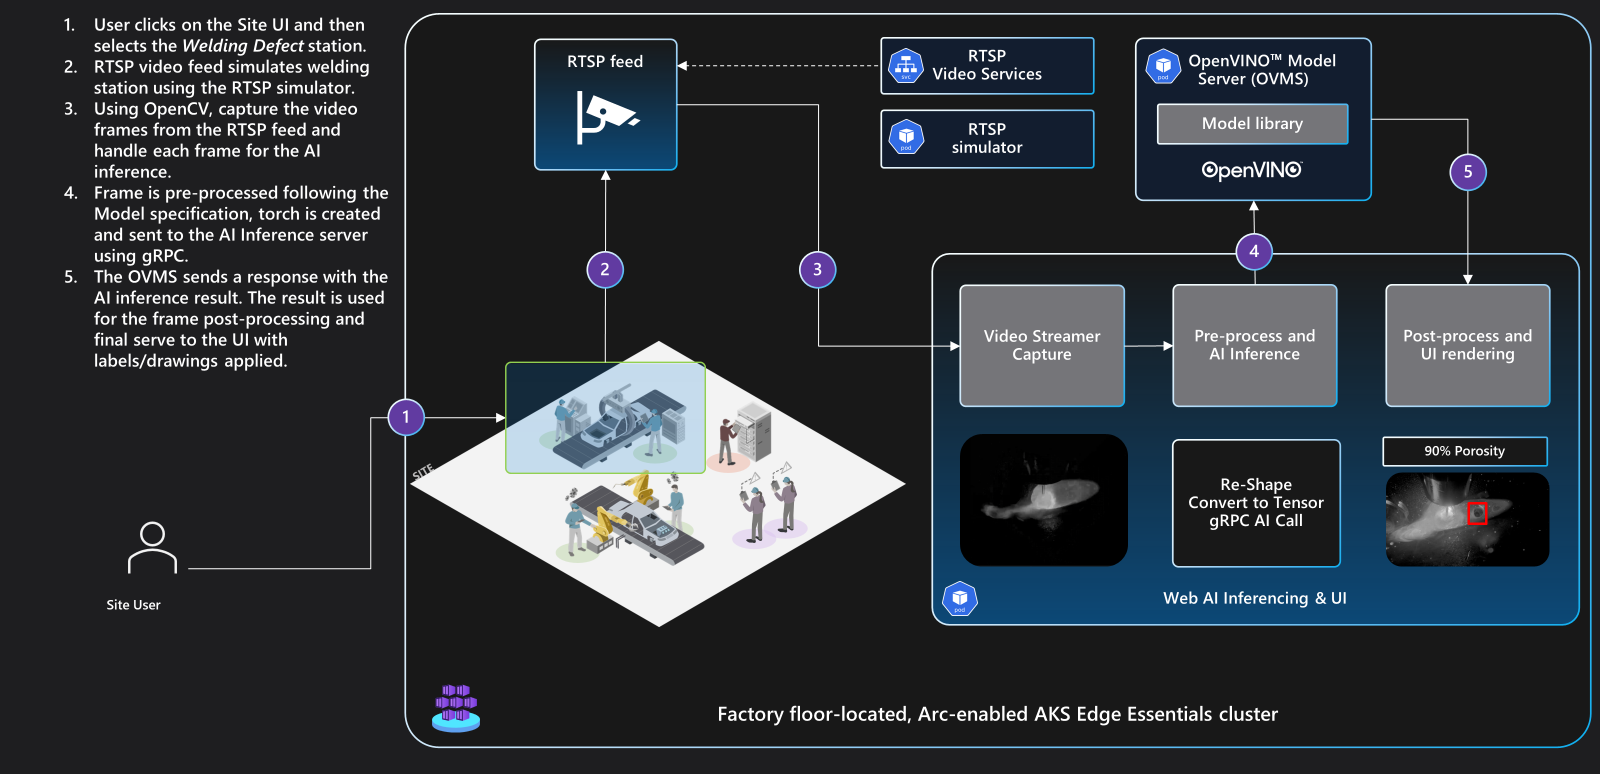 1. User clicks on the Site UI and then
selects the Welding Defect station.
2. RTSP video feed simulates welding
station using the RTSP simulator.
3. Using OpenCV, capture the video
frames from the RTSP feed and
handle each frame for the AI
inference.
4. Frame is pre-processed following the
Model specification, torch is created
and sent to the AI Inference server
using gRPC.
5. The OVMS sends a response with the
AI inference result. The result is used
for the frame post-processing and
final serve to the UI with
labels/drawings applied.
RTSP feed
svc
RTSP
Video Services
pod
RTSP
simulator
pod
OpenVINO™ Model
Server (OVMS)
Model library
OpenVINO™
5
4
2
3
1
Video Streamer
Capture
Pre-process and
AI Inference
Post-process and
UI rendering
SITE
90% Porosity
Re-Shape
Convert to Tensor
gRPC AI Call
pod
Web AI Inferencing & UI
Site User
Factory floor-located, Arc-enabled AKS Edge Essentials cluster